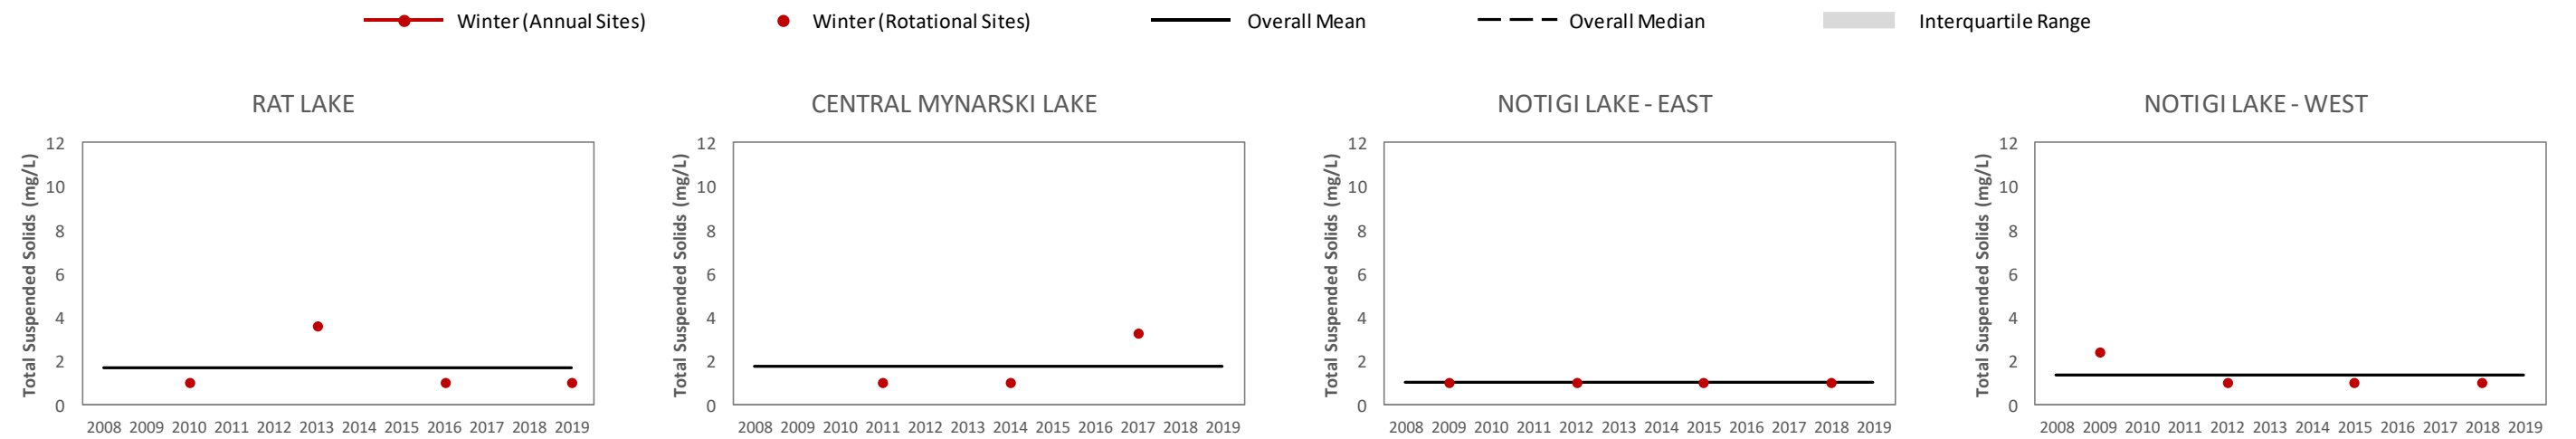 Winter (Annual Sites) Winter (Rotational Sites) Overall Mean Overall Median Interquartile Range
RAT LAKE
Total Suspended Solids (mg/L)
12
10
8
6
4
2
0
2008 2009 2010 2011 2012 2013 2014 2015 2016 2017 2018 2019
CENTRAL MYNARSKI LAKE
Total Suspended Solids (mg/L)
12
10
8
6
4
2
0
2008 2009 2010 2011 2012 2013 2014 2015 2016 2017 2018 2019
NOTIGI LAKE - EAST
Total Suspended Solids (mg/L)
12
10
8
6
4
2
0
2008 2009 2010 2011 2012 2013 2014 2015 2016 2017 2018 2019
NOTIGI LAKE - WEST
Total Suspended Solids (mg/L)
12
10
8
6
4
2
0
2008 2009 2010 2011 2012 2013 2014 2015 2016 2017 2018 2019